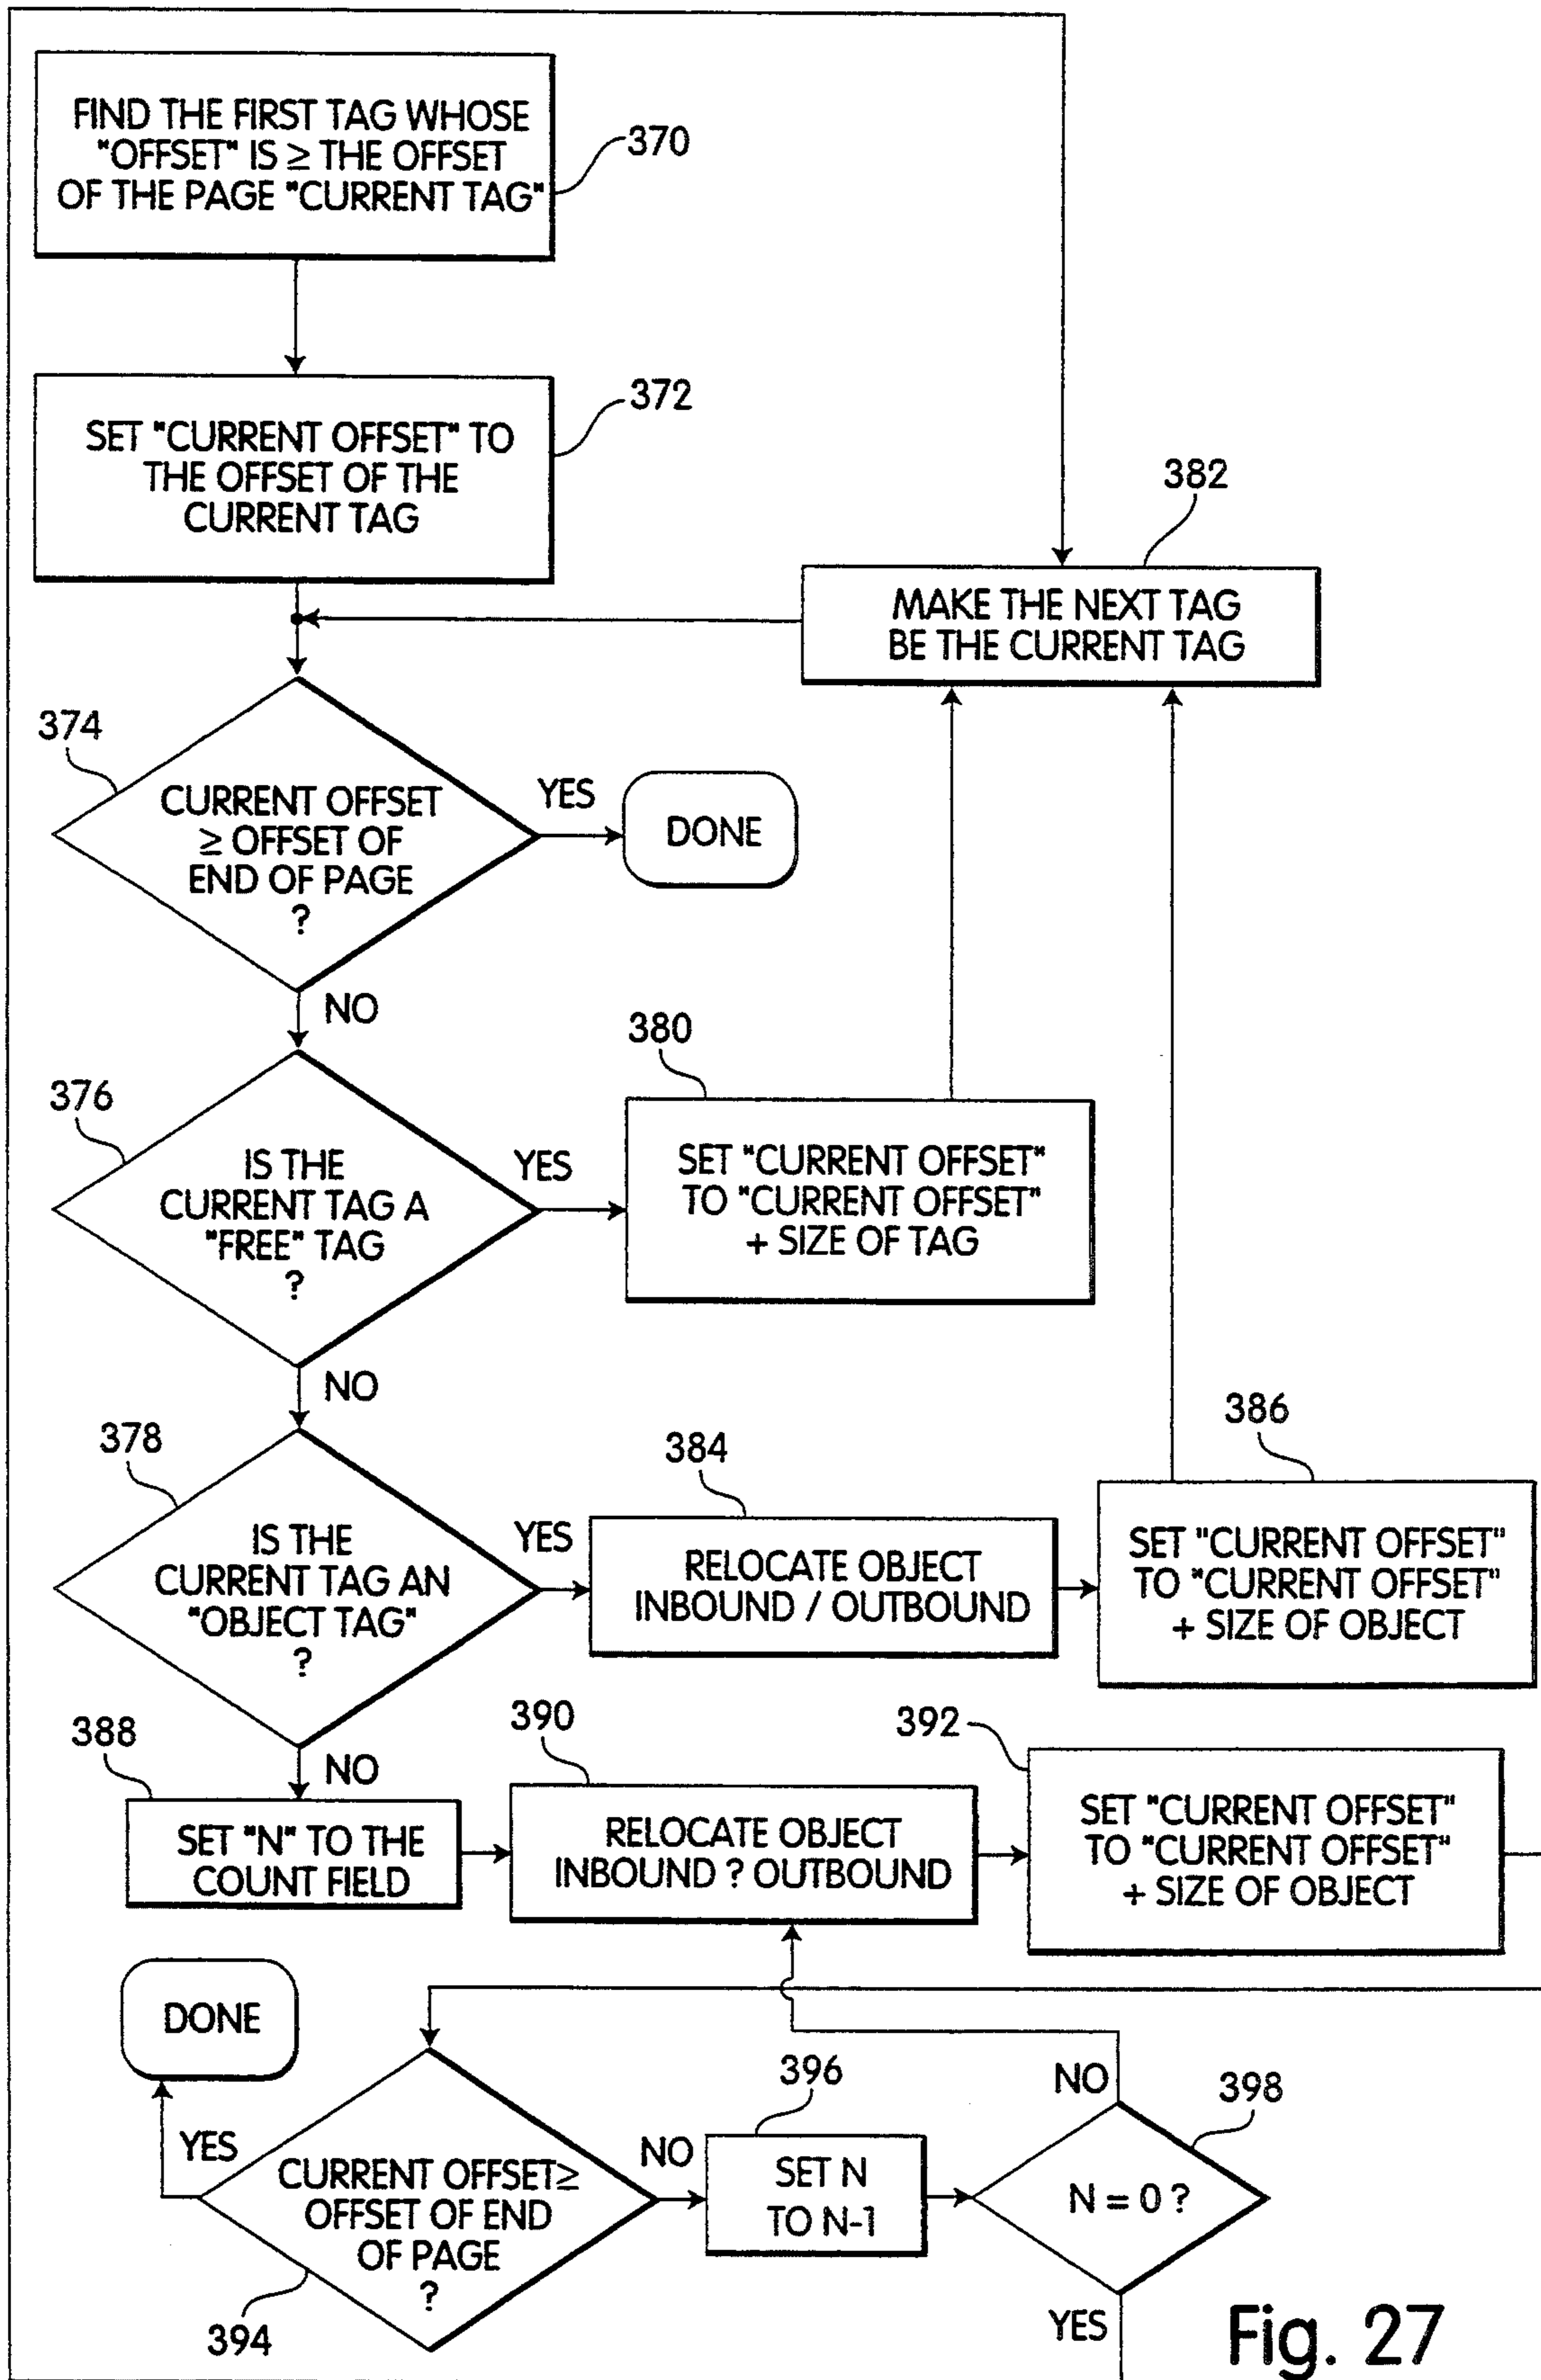 FIND THE FIRST TAG WHOSE
"OFFSET" IS ≥ THE OFFSET
OF THE PAGE "CURRENT TAG"
370
SET "CURRENT OFFSET" TO
THE OFFSET OF THE
CURRENT TAG
372
382
MAKE THE NEXT TAG
BE THE CURRENT TAG
374
CURRENT OFFSET
≥ OFFSET OF
END OF PAGE
?
YES
DONE
NO
376
IS THE
CURRENT TAG A
"FREE" TAG
?
YES
380
SET "CURRENT OFFSET"
TO "CURRENT OFFSET"
+ SIZE OF TAG
NO
378
IS THE
CURRENT TAG AN
"OBJECT TAG"
?
YES
384
RELOCATE OBJECT
INBOUND / OUTBOUND
386
SET "CURRENT OFFSET"
TO "CURRENT OFFSET"
+ SIZE OF OBJECT
NO
388
SET "N" TO THE
COUNT FIELD
390
RELOCATE OBJECT
INBOUND ? OUTBOUND
392
SET "CURRENT OFFSET"
TO "CURRENT OFFSET"
+ SIZE OF OBJECT
DONE
YES
CURRENT OFFSET≥
OFFSET OF END
OF PAGE
?
394
NO
396
SET N
TO N-1
NO
398
N = 0 ?
YES
Fig. 27